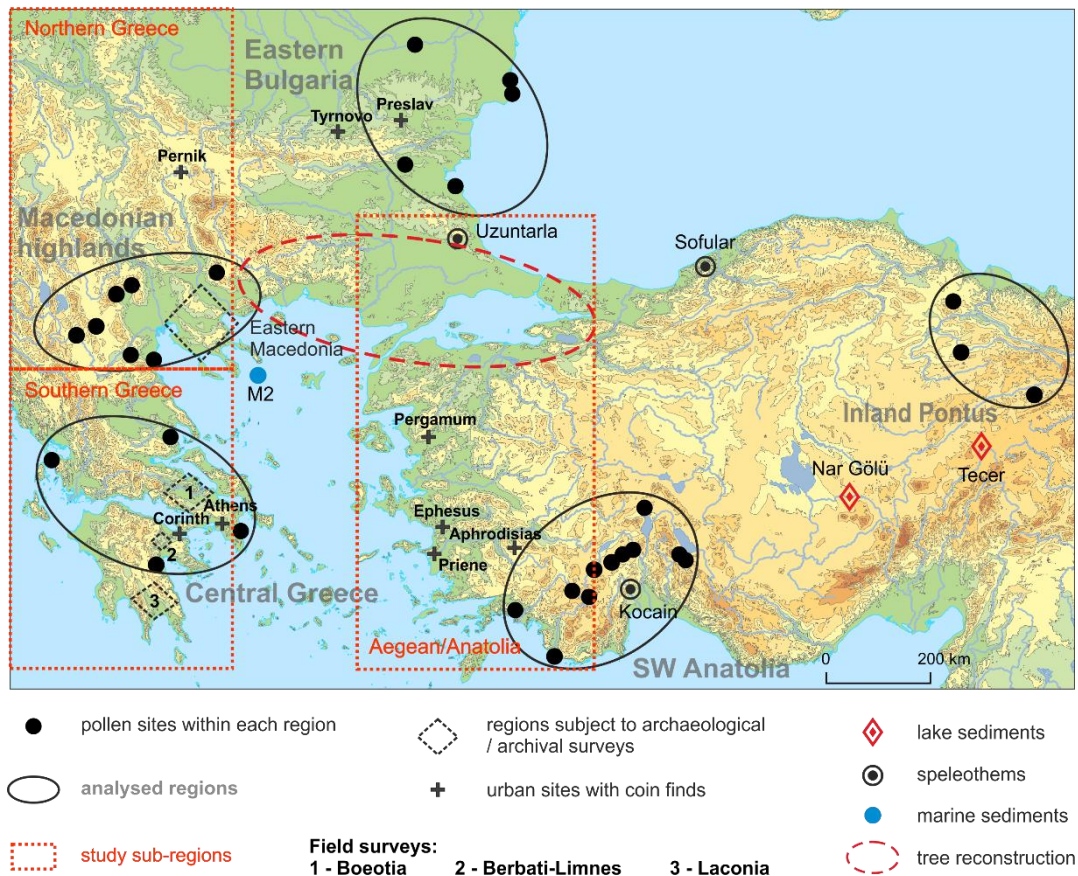 Northern Greece
Eastern
Bulgaria
Preslav
Tyrnovo
Pernik
Macedonian
highlands
Uzuntarla
Sofular
Eastern
Macedonia
M2
Southern Greece
Pergamum
Inland Pontus
Nar Gölü
Tecer
1
Athens
Corinth
2
Ephesus
Aphrodisias
Priene
3
Central Greece
Kocain
Aegean/Anatolia
SW Anatolia
0
200 km
pollen sites within each region
regions subject to archaeological
/ archival surveys
lake sediments
analysed regions
urban sites with coin finds
speleothems
marine sediments
study sub-regions
Field surveys:
1 - Boeotia 2 - Berbati-Limnes 3 - Laconia
tree reconstruction